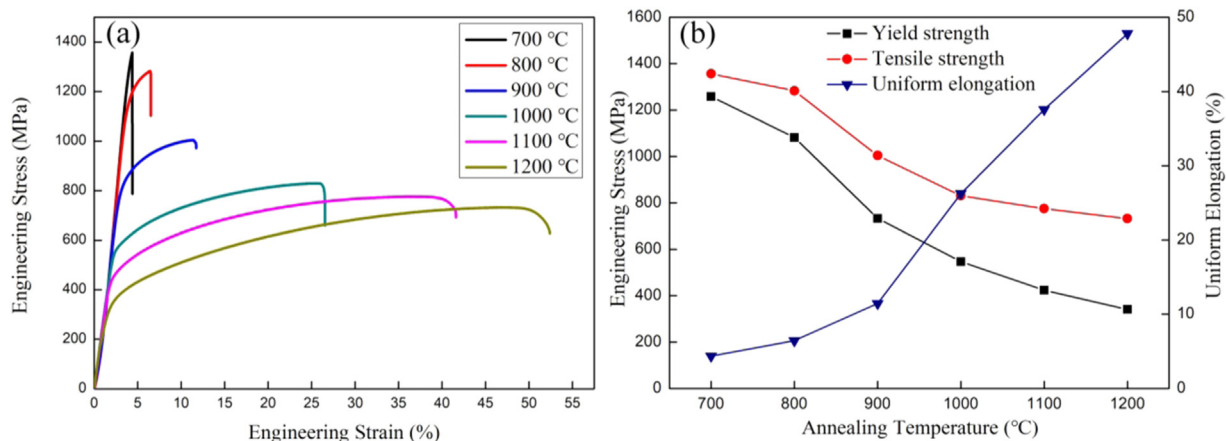 (a)
1400
1200
1000
800
600
400
200
0
Engineering Stress (MPa)
700 ℃
800 ℃
900 ℃
1000 ℃
1100 ℃
1200 ℃
0 5 10 15 20 25 30 35 40 45 50 55
Engineering Strain (%)
(b)
1600
1400
1200
1000
800
600
400
200
0
Engineering Stress (MPa)
Yield strength
Tensile strength
Uniform elongation
50
40
30
20
10
0
Uniform Elongation (%)
700 800 900 1000 1100 1200
Annealing Temperature (℃)